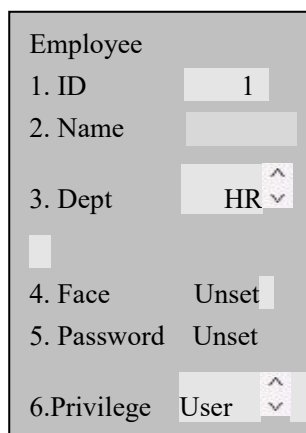 Employee
1. ID 1
2. Name
3. Dept HR
4. Face Unset
5. Password Unset
6.Privilege User